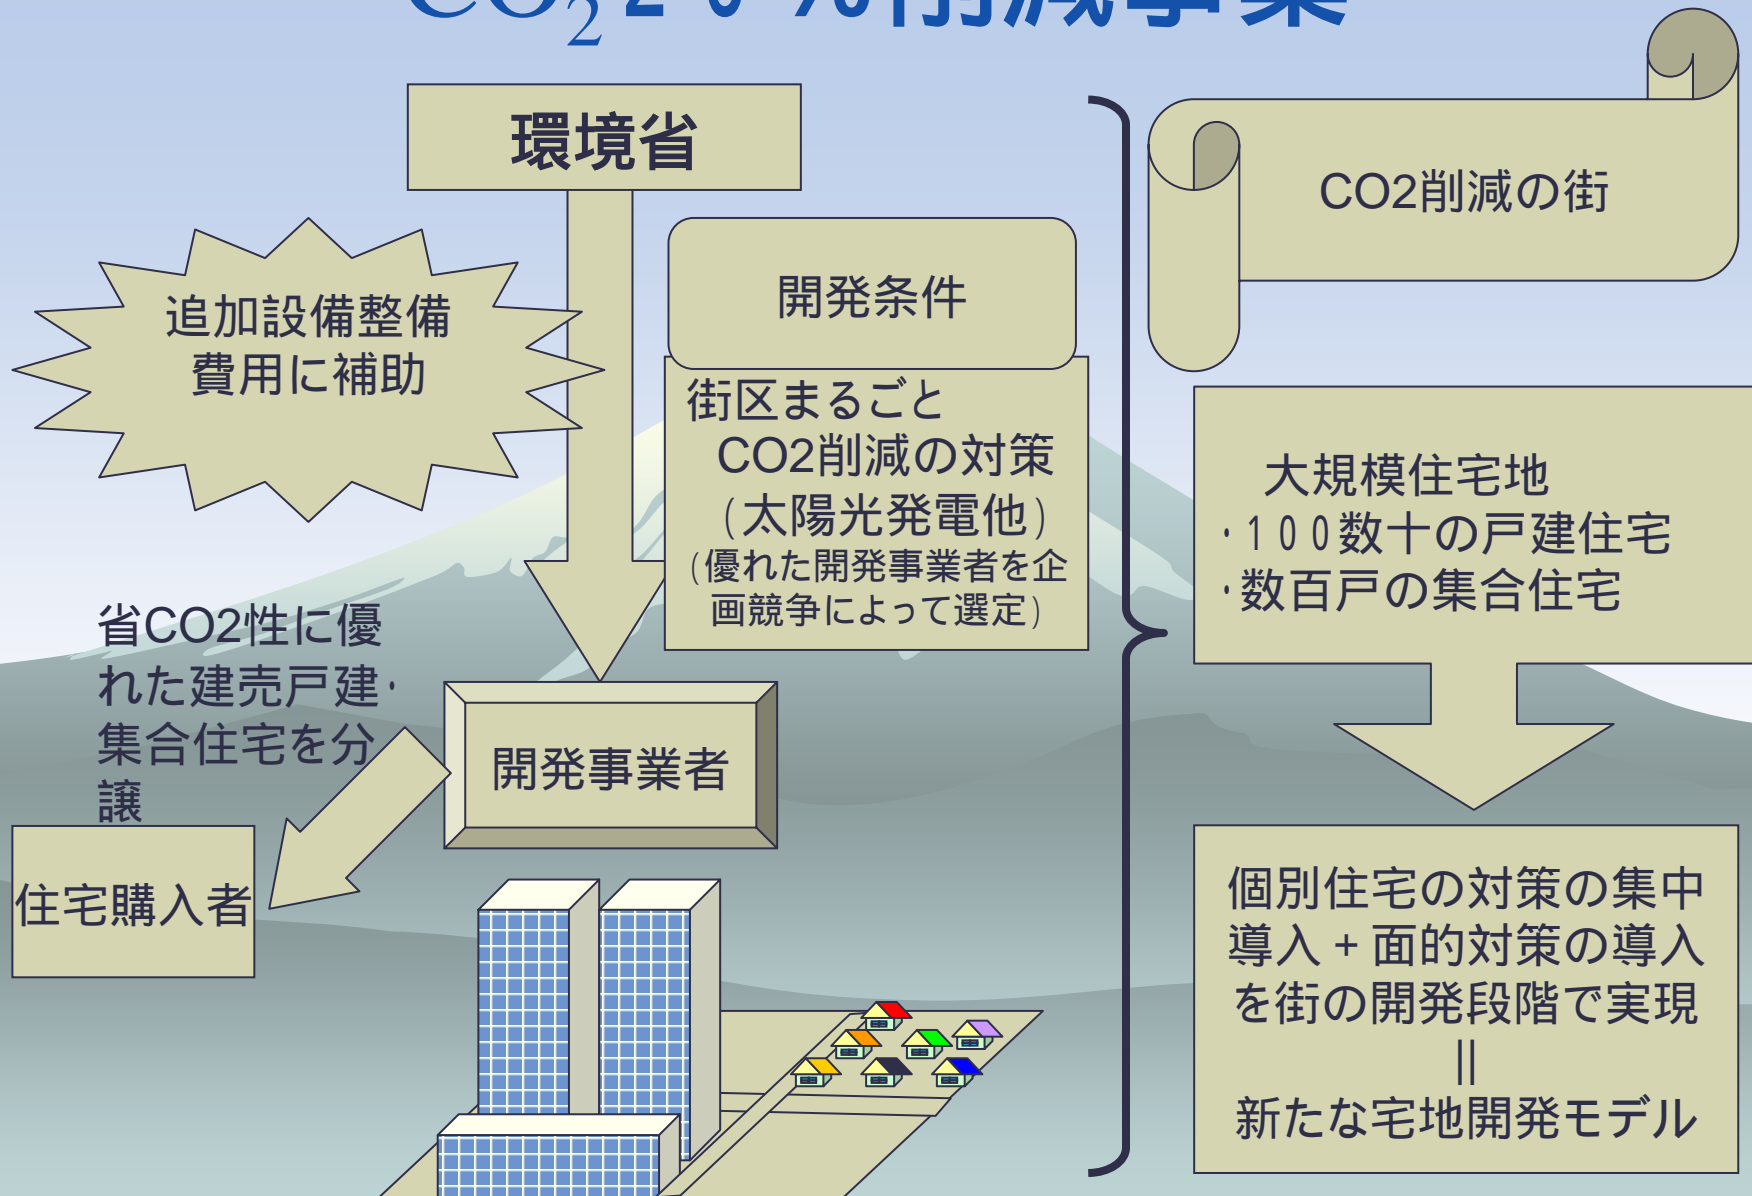 環境省
CO2削減の街
追加設備整備
費用に補助
開発条件
街区まるごと
CO2削減の対策
(太陽光発電他)
(優れた開発事業者を企
画競争によって選定)
大規模住宅地
・100数十の戸建住宅
・数百戸の集合住宅
省CO2性に優
れた建売戸建・
集合住宅を分
譲
開発事業者
住宅購入者
個別住宅の対策の集中
導入+面的対策の導入
を街の開発段階で実現
||
新たな宅地開発モデル